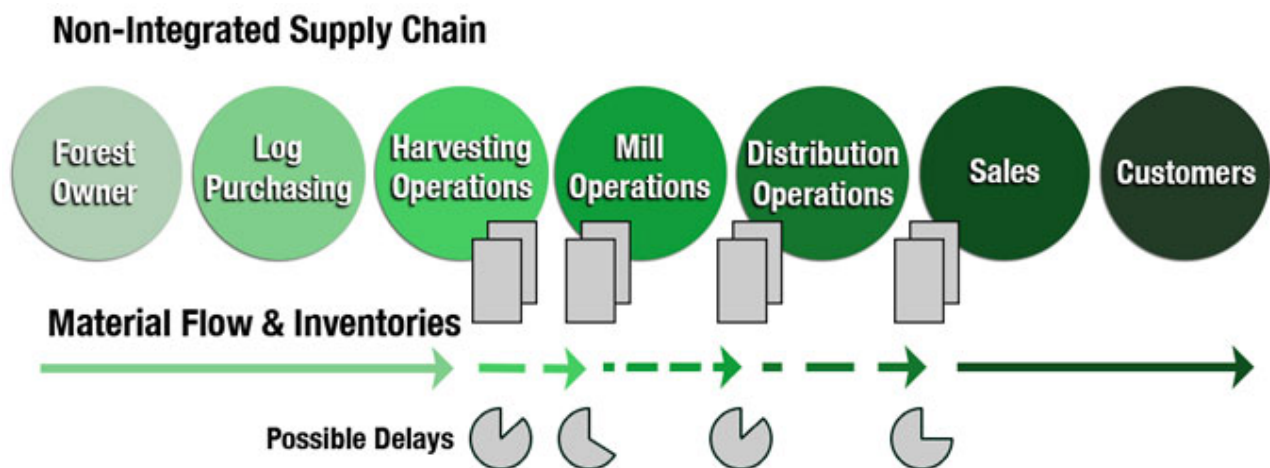 Non-Integrated Supply Chain
Forest
Owner
Log
Purchasing
Harvesting
Operations
Mill
Operations
Distribution
Operations
Sales
Customers
Material Flow & Inventories
Possible Delays